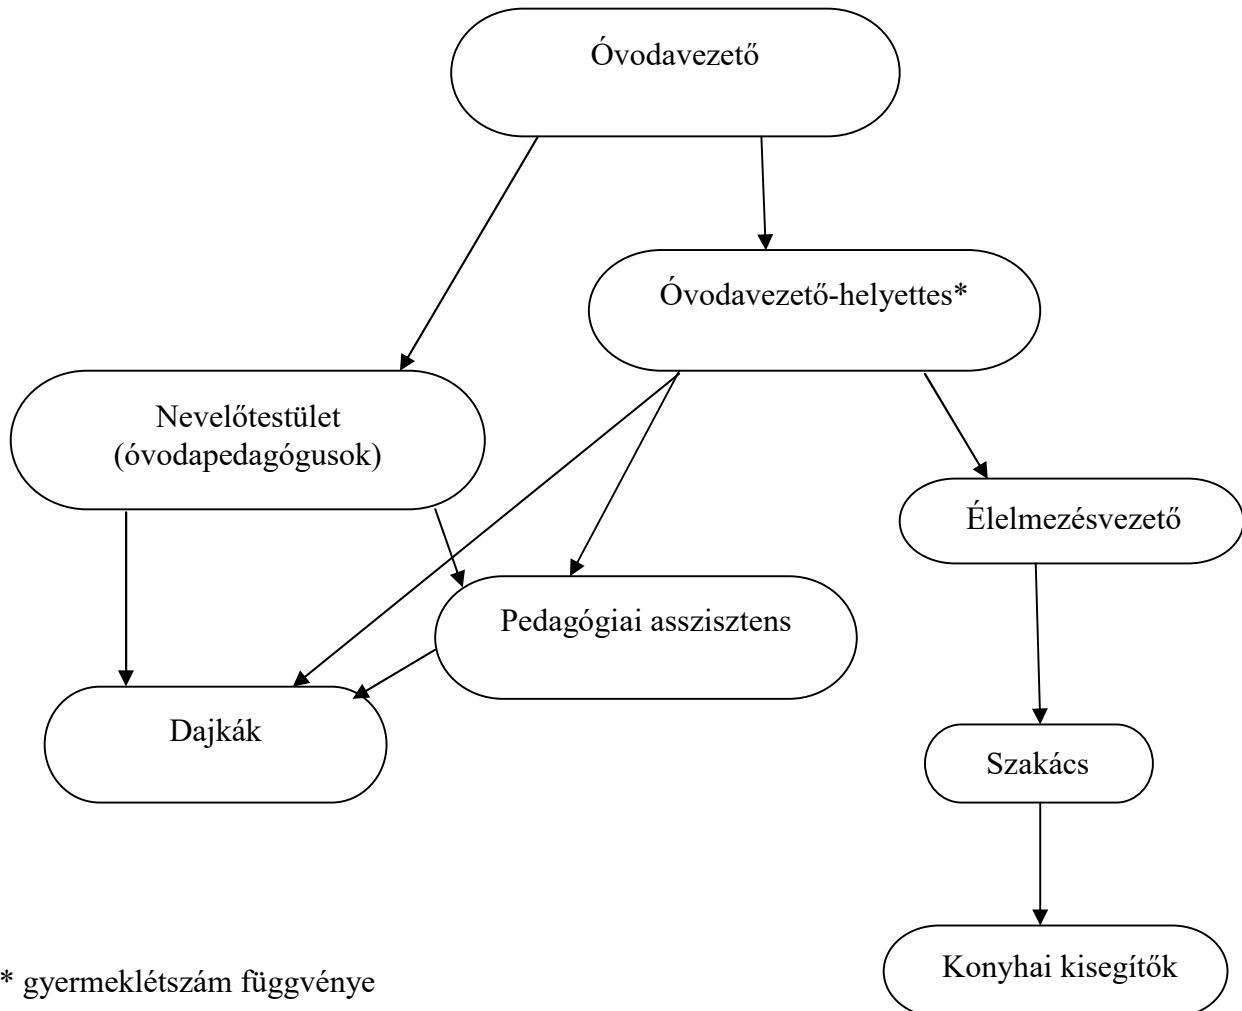 Óvodavezető
Óvodavezető-helyettes*
Nevelőtestület
(óvodapedagógusok)
Élelmezésvezető
Pedagógiai asszisztens
Dajkák
Szakács
Konyhai kisegítők
* gyermeklétszám függvénye